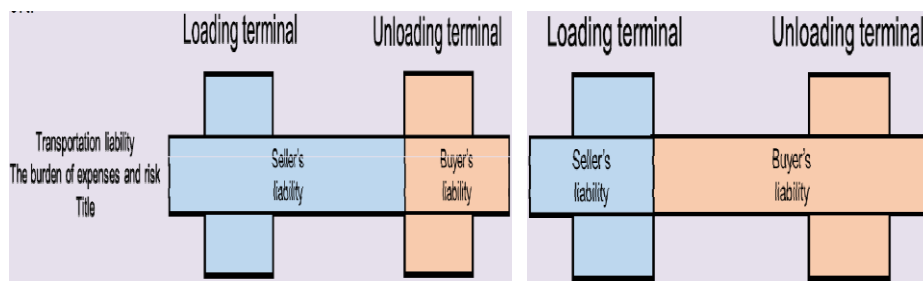 Loading terminal Unloading terminal
Transportation liability
The burden of expenses and risk
Title
Seller's
liability
Buyer's
liability
Loading terminal Unloading terminal
Seller's
liability
Buyer's
liability